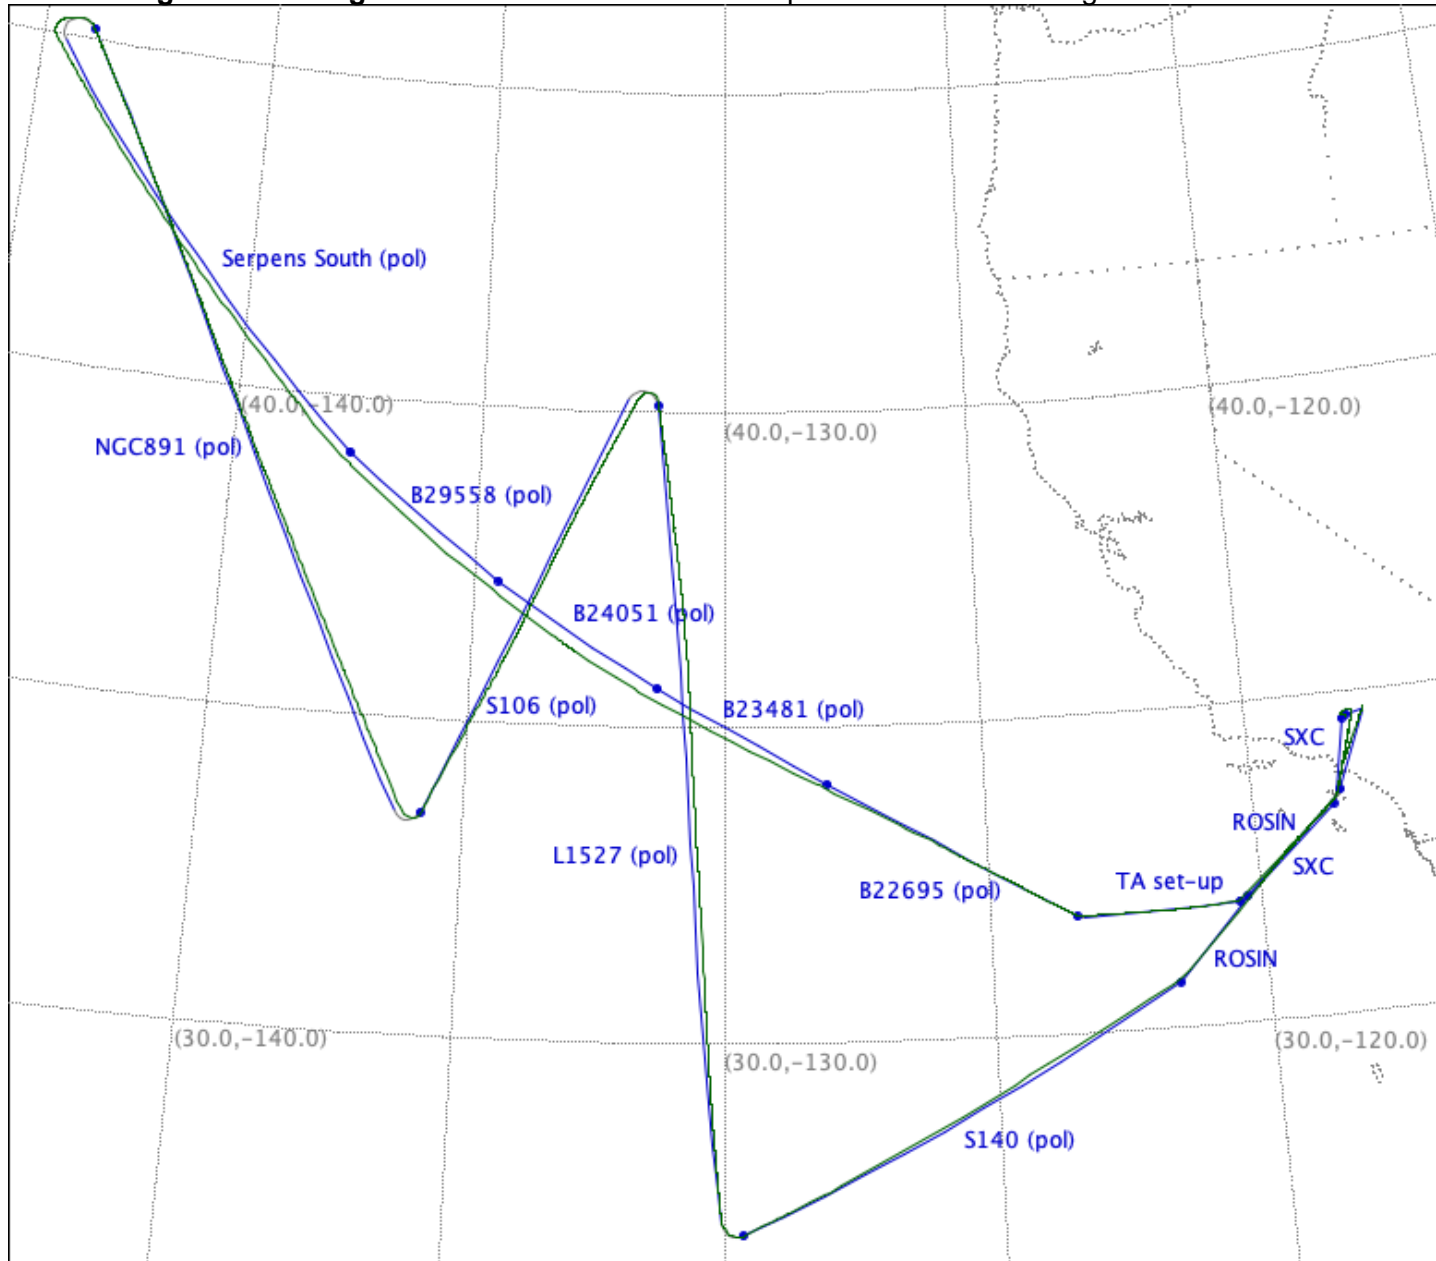 Serpens South (pol)
(40.0,-140.0)
(40.0,-120.0)
(40.0,-130.0)
NGC891 (pol)
B29558 (pol)
B24051 (pol)
S106 (pol)
B23481 (pol)
SXC
ROSIN
L1527 (pol)
SXC
TA set-up
B22695 (pol)
ROSIN
(30.0,-140.0)
(30.0,-120.0)
(30.0,-130.0)
S140 (pol)